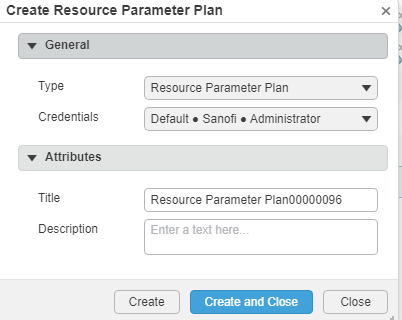 Create Resource Parameter Plan
General
Type Resource Parameter Plan
Credentials Default ● Sanofi ● Administrator
Attributes
Title Resource Parameter Plan00000096
Description Enter a text here...
Create Create and Close Close